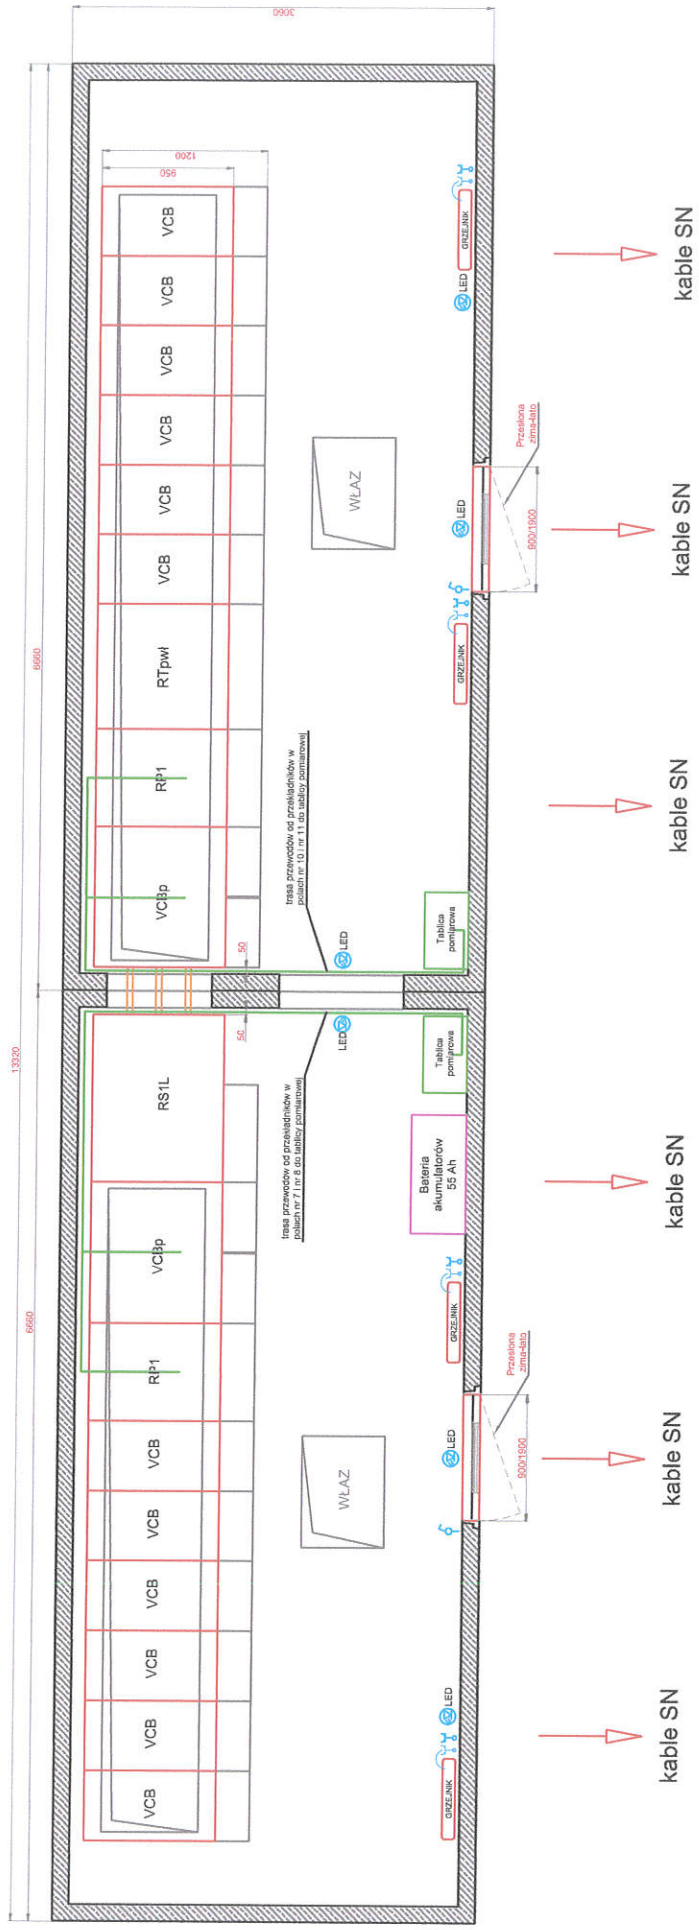 3060
13320
6660
6660
1200
950
VCB
VCB
VCB
VCB
VCB
VCB
RTpwł
RP1
VCBp
RS1L
VCBp
RP1
VCB
VCB
VCB
VCB
VCB
VCB
50
50
WŁAZ
WŁAZ
trasa przewodów od przekładników w
polach nr 10 i nr 11 do tablicy pomiarowej
trasa przewodów od przekładników w
polach nr 7 i nr 8 do tablicy pomiarowej
LED
LED
GRZEJNIK
LED
LED
GRZEJNIK
Tablica
pomiarowa
Tablica
pomiarowa
Bateria
akumulatorów
55 Ah
GRZEJNIK
LED
LED
GRZEJNIK
Przesłona
zima-lato
900/1900
Przesłona
zima-lato
900/1900
kable SN
kable SN
kable SN
kable SN
kable SN
kable SN